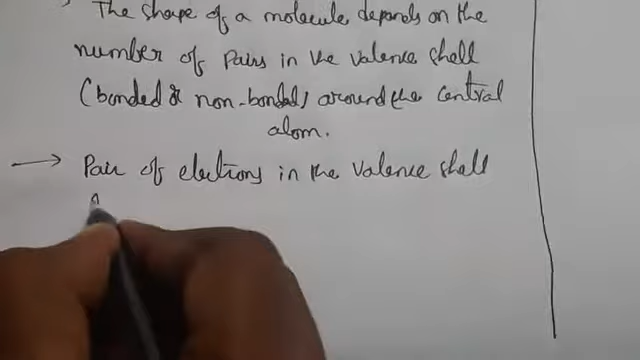 The shape of a molecule depends on the
number of pairs in the valence shell
(bonded & non-bonded) around the central
atom.
→ Pair of electrons in the valence shell